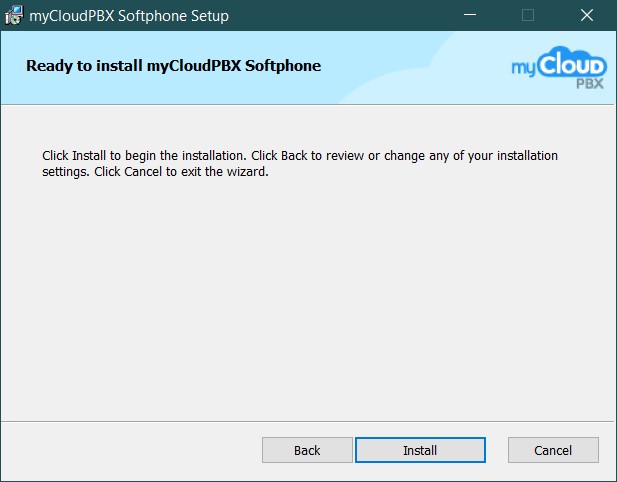 myCloudPBX Softphone Setup
Ready to install myCloudPBX Softphone
myCloud
PBX
Click Install to begin the installation. Click Back to review or change any of your installation
settings. Click Cancel to exit the wizard.
Back
Install
Cancel